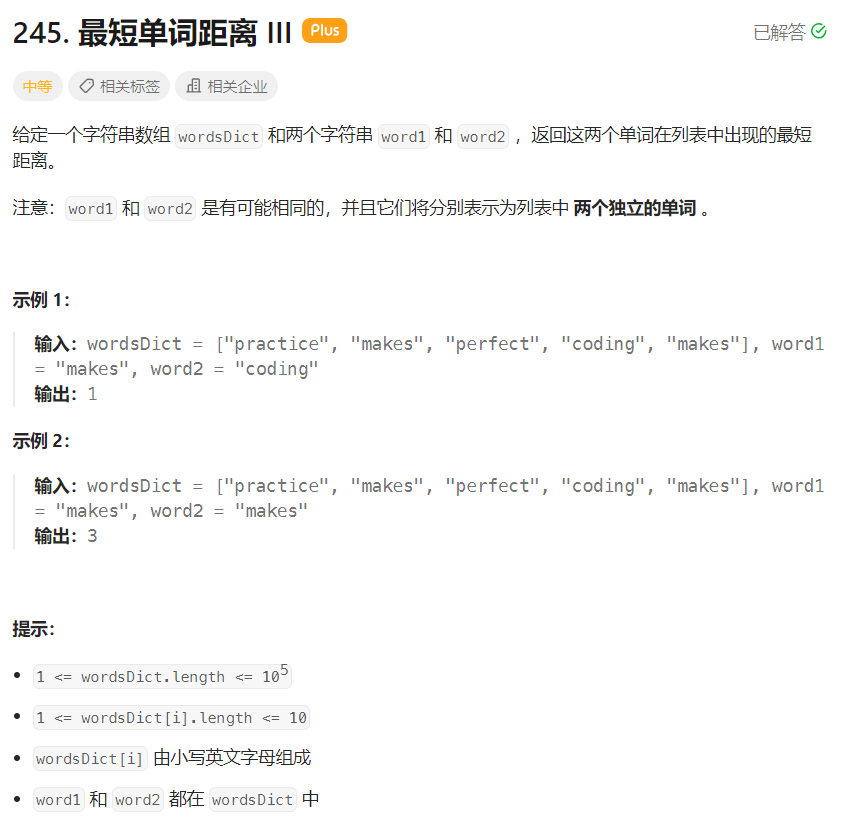 245. 最短单词距离 III Plus 已解答
中等 相关标签 相关企业
给定一个字符串数组 wordsDict 和两个字符串 word1 和 word2 ，返回这两个单词在列表中出现的最短
距离。
注意：word1 和 word2 是有可能相同的，并且它们将分别表示为列表中 两个独立的单词 。
示例 1：
输入：wordsDict = ["practice", "makes", "perfect", "coding", "makes"], word1
= "makes", word2 = "coding"
输出：1
示例 2：
输入：wordsDict = ["practice", "makes", "perfect", "coding", "makes"], word1
= "makes", word2 = "makes"
输出：3
提示：
• 1 <= wordsDict.length <= 10⁵
• 1 <= wordsDict[i].length <= 10
• wordsDict[i] 由小写英文字母组成
• word1 和 word2 都在 wordsDict 中